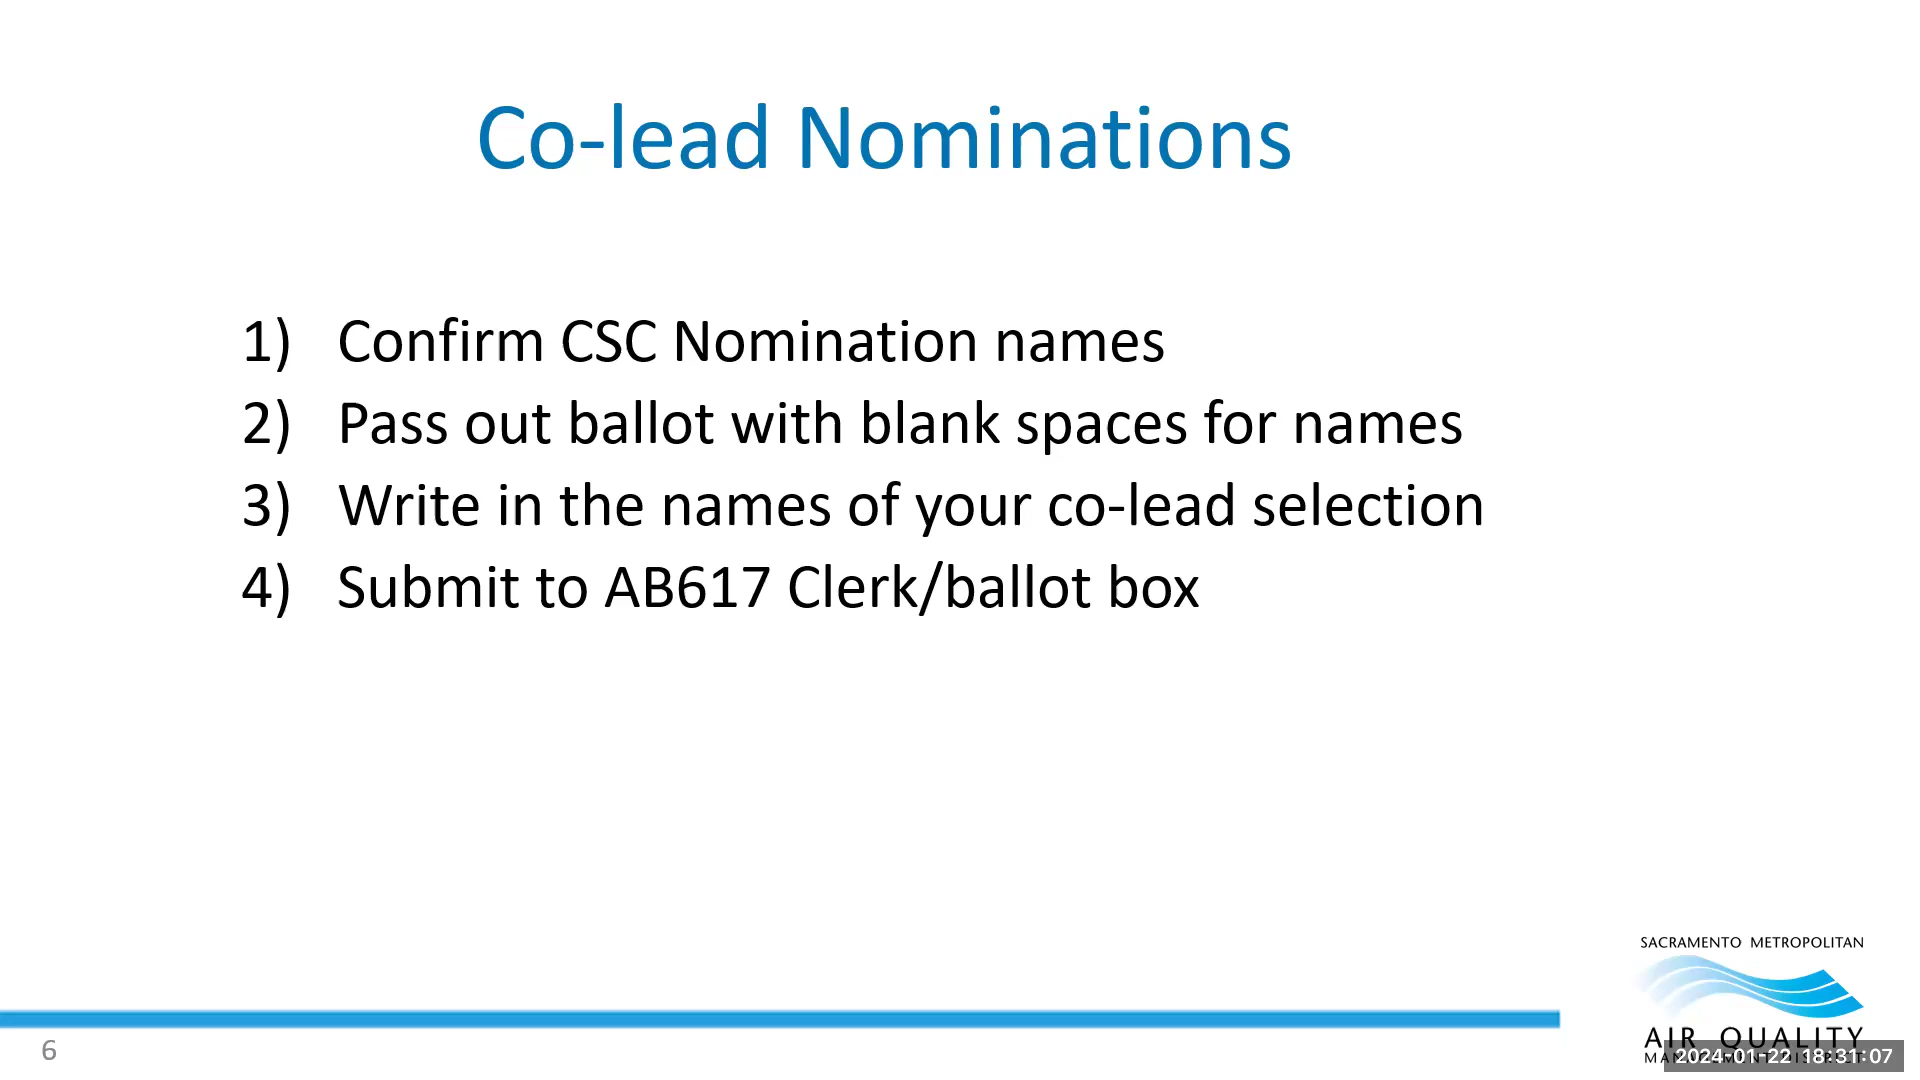 Co-lead Nominations
1) Confirm CSC Nomination names
2) Pass out ballot with blank spaces for names
3) Write in the names of your co-lead selection
4) Submit to AB617 Clerk/ballot box
SACRAMENTO METROPOLITAN
AIR QUALITY
MANAGEMENT DISTRICT
6
2024-01-22 18:31:07